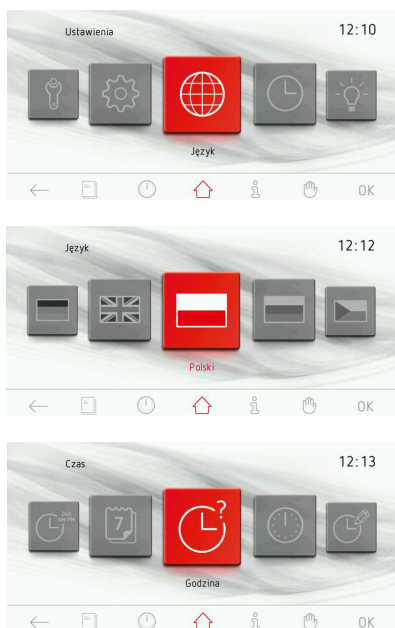 Ustawienia
12:10
Język
OK
Język
12:12
Polski
OK
Czas
12:13
24h
AM/PM
7
?
Godzina
OK